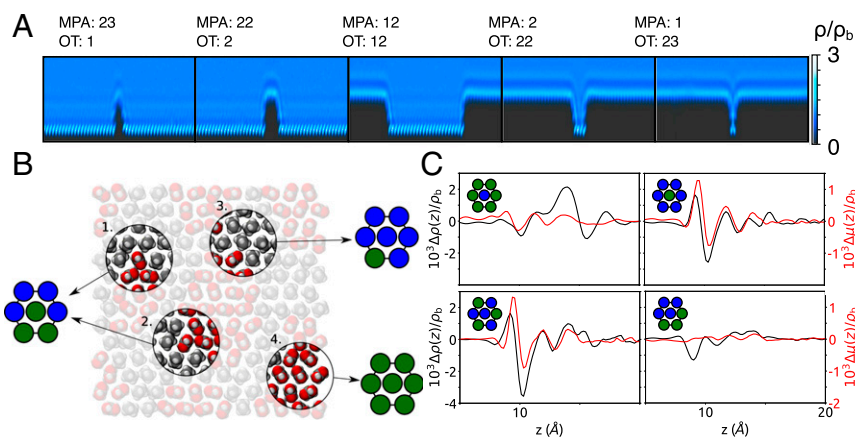 A
MPA: 23
OT: 1
MPA: 22
OT: 2
MPA: 12
OT: 12
MPA: 2
OT: 22
MPA: 1
OT: 23
ρ/ρb
3
0
B
1.
2.
3.
4.
C
10³Δρ(z)/ρb
2
0
-2
10³Δμ(z)/ρb
1
0
-1
10³Δρ(z)/ρb
2
0
-2
-4
10
z (Å)
10³Δμ(z)/ρb
1
0
-1
-2
10
20
z (Å)